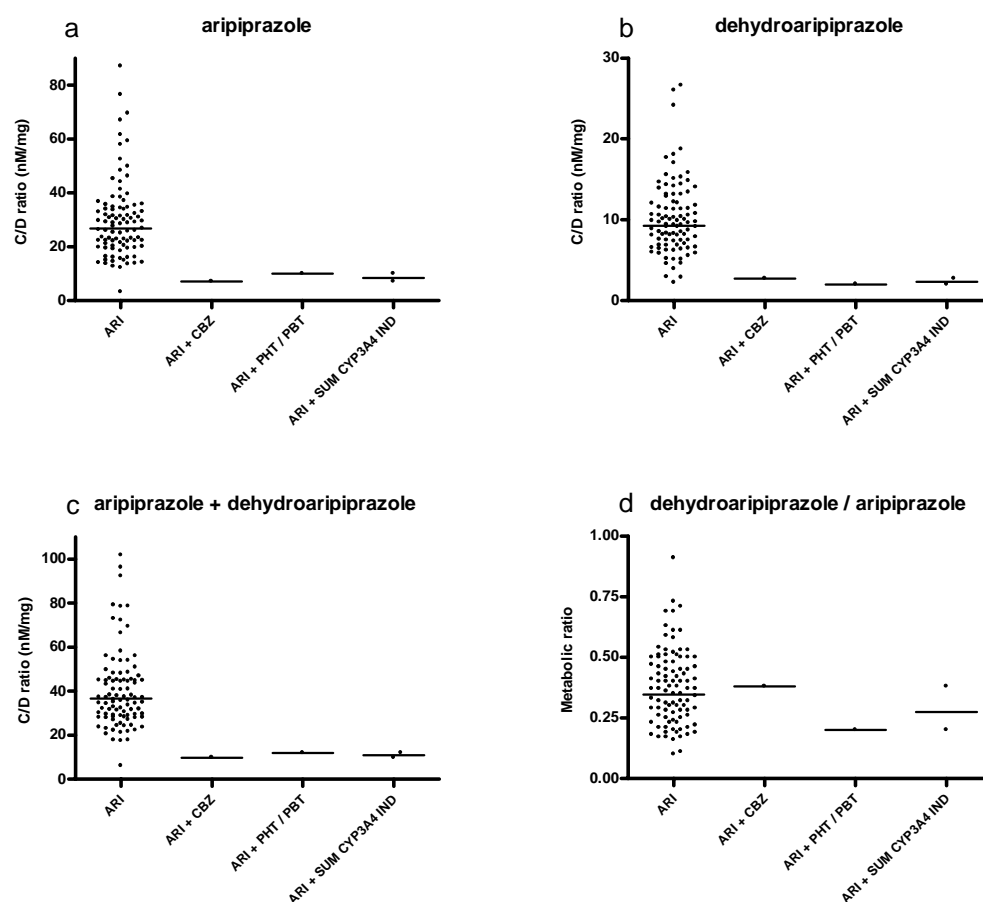 a aripiprazole
C/D ratio (nM/mg)
80
60
40
20
0
ARI
ARI + CBZ
ARI + PHT / PBT
ARI + SUM CYP3A4 IND
b dehydroaripiprazole
C/D ratio (nM/mg)
30
20
10
0
ARI
ARI + CBZ
ARI + PHT / PBT
ARI + SUM CYP3A4 IND
c aripiprazole + dehydroaripiprazole
C/D ratio (nM/mg)
100
80
60
40
20
0
ARI
ARI + CBZ
ARI + PHT / PBT
ARI + SUM CYP3A4 IND
d dehydroaripiprazole / aripiprazole
Metabolic ratio
1.00
0.75
0.50
0.25
0.00
ARI
ARI + CBZ
ARI + PHT / PBT
ARI + SUM CYP3A4 IND